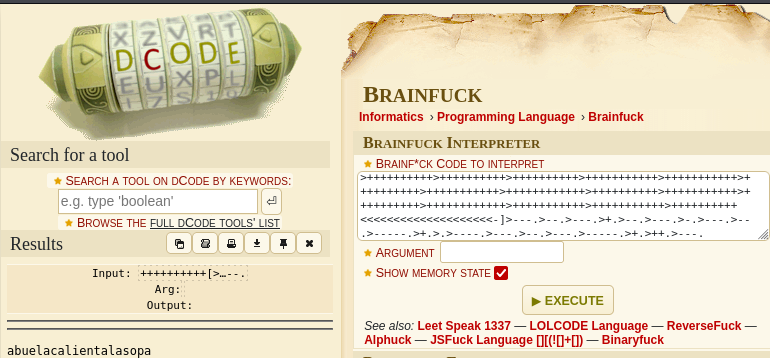 DCODE
Search for a tool
★ SEARCH A TOOL ON DCODE BY KEYWORDS:
e.g. type 'boolean'
★ BROWSE THE FULL DCODE TOOLS' LIST
Results
Input: ++++++++++[>…--.
Arg:
Output:
abuelacalientalasopa
BRAINFUCK
Informatics › Programming Language › Brainfuck
BRAINFUCK INTERPRETER
★ BRAINF*CK CODE TO INTERPRET
<<<<<<<<<<<<<<<<<<<<-]>---.>--.>---.>+.>--.>---.>-.>---.>--
.>-----.>+.>.>----.>---.>--.>---.>-----.>+.>++.>---.
★ ARGUMENT
★ SHOW MEMORY STATE
▶ EXECUTE
See also: Leet Speak 1337 — LOLCODE Language — ReverseFuck —
Alphuck — JSFuck Language [][(![]+[])] — Binaryfuck